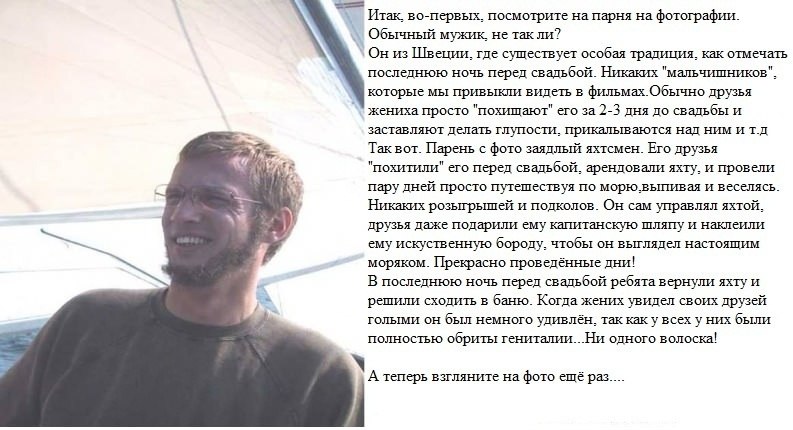 Итак, во-первых, посмотрите на парня на фотографии.
Обычный мужик, не так ли?
Он из Швеции, где существует особая традиция, как отмечать
последнюю ночь перед свадьбой. Никаких "мальчишников",
которые мы привыкли видеть в фильмах.Обычно друзья
жениха просто "похищают" его за 2-3 дня до свадьбы и
заставляют делать глупости, прикалываются над ним и т.д
Так вот. Парень с фото заядлый яхтсмен. Его друзья
"похитили" его перед свадьбой, арендовали яхту, и провели
пару дней просто путешествуя по морю,выпивая и веселясь.
Никаких розыгрышей и подколов. Он сам управлял яхтой,
друзья даже подарили ему капитанскую шляпу и наклеили
ему искуственную бороду, чтобы он выглядел настоящим
моряком. Прекрасно проведённые дни!
В последнюю ночь перед свадьбой ребята вернули яхту и
решили сходить в баню. Когда жених увидел своих друзей
голыми он был немного удивлён, так как у всех у них были
полностью обриты гениталии...Ни одного волоска!
А теперь взгляните на фото ещё раз....